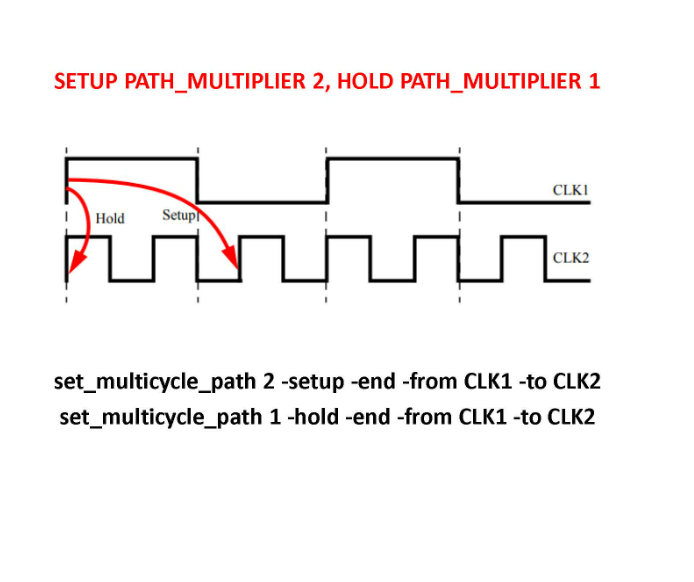 SETUP PATH_MULTIPLIER 2, HOLD PATH_MULTIPLIER 1
CLK1
Hold
Setup
CLK2
set_multicycle_path 2 -setup -end -from CLK1 -to CLK2
set_multicycle_path 1 -hold -end -from CLK1 -to CLK2